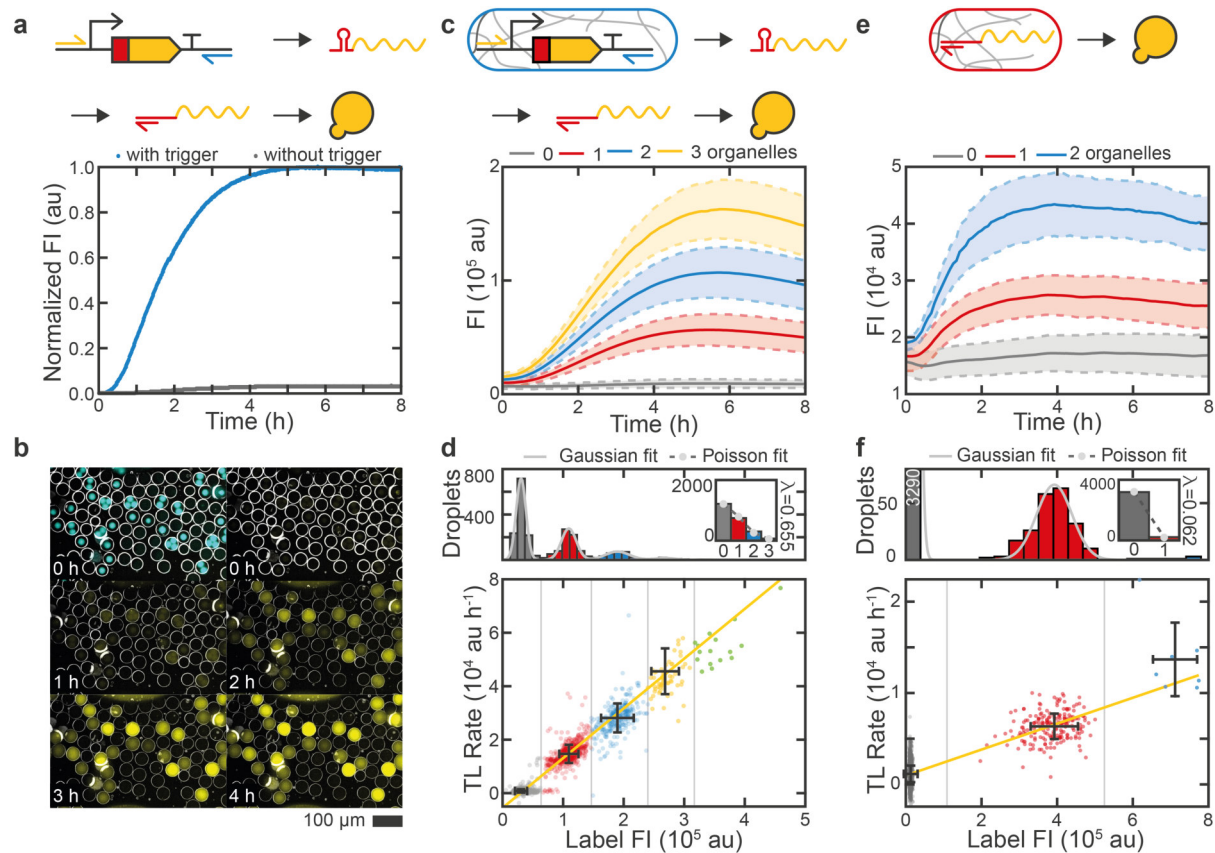 a
c
e
with trigger
without trigger
Normalized FI (au)
1.0
0.8
0.6
0.4
0.2
0.0
0 2 4 6 8
Time (h)
0 1 2 3 organelles
FI (10⁵ au)
2
1
0
0 2 4 6 8
Time (h)
0 1 2 organelles
FI (10⁴ au)
5
4
3
2
1
0 2 4 6 8
Time (h)
b
0 h
0 h
1 h
2 h
3 h
4 h
100 µm
d
Gaussian fit Poisson fit
Droplets
800
400
2000
0
0 1 2 3
λ=0.655
TL Rate (10⁴ au h⁻¹)
8
6
4
2
0
0 1 2 3 4 5
Label FI (10⁵ au)
f
Gaussian fit Poisson fit
Droplets
50
0
3290
4000
0
0 1
λ=0.062
TL Rate (10⁴ au h⁻¹)
2
1
0
0 2 4 6 8
Label FI (10⁵ au)